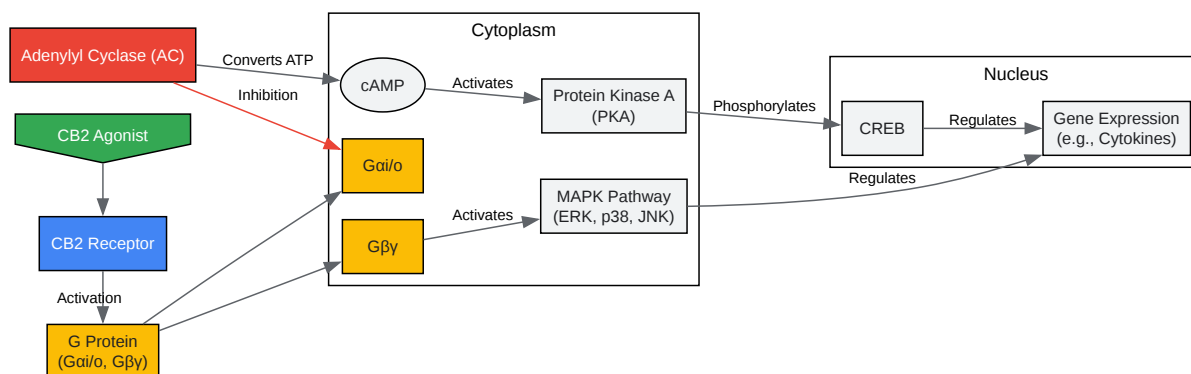 Cytoplasm
Nucleus
Adenylyl Cyclase (AC)
Converts ATP
cAMP
Activates
Protein Kinase A
(PKA)
Phosphorylates
CREB
Regulates
Gene Expression
(e.g., Cytokines)
Inhibition
CB2 Agonist
Gαi/o
CB2 Receptor
Gβγ
Activates
MAPK Pathway
(ERK, p38, JNK)
Regulates
Activation
G Protein
(Gαi/o, Gβγ)